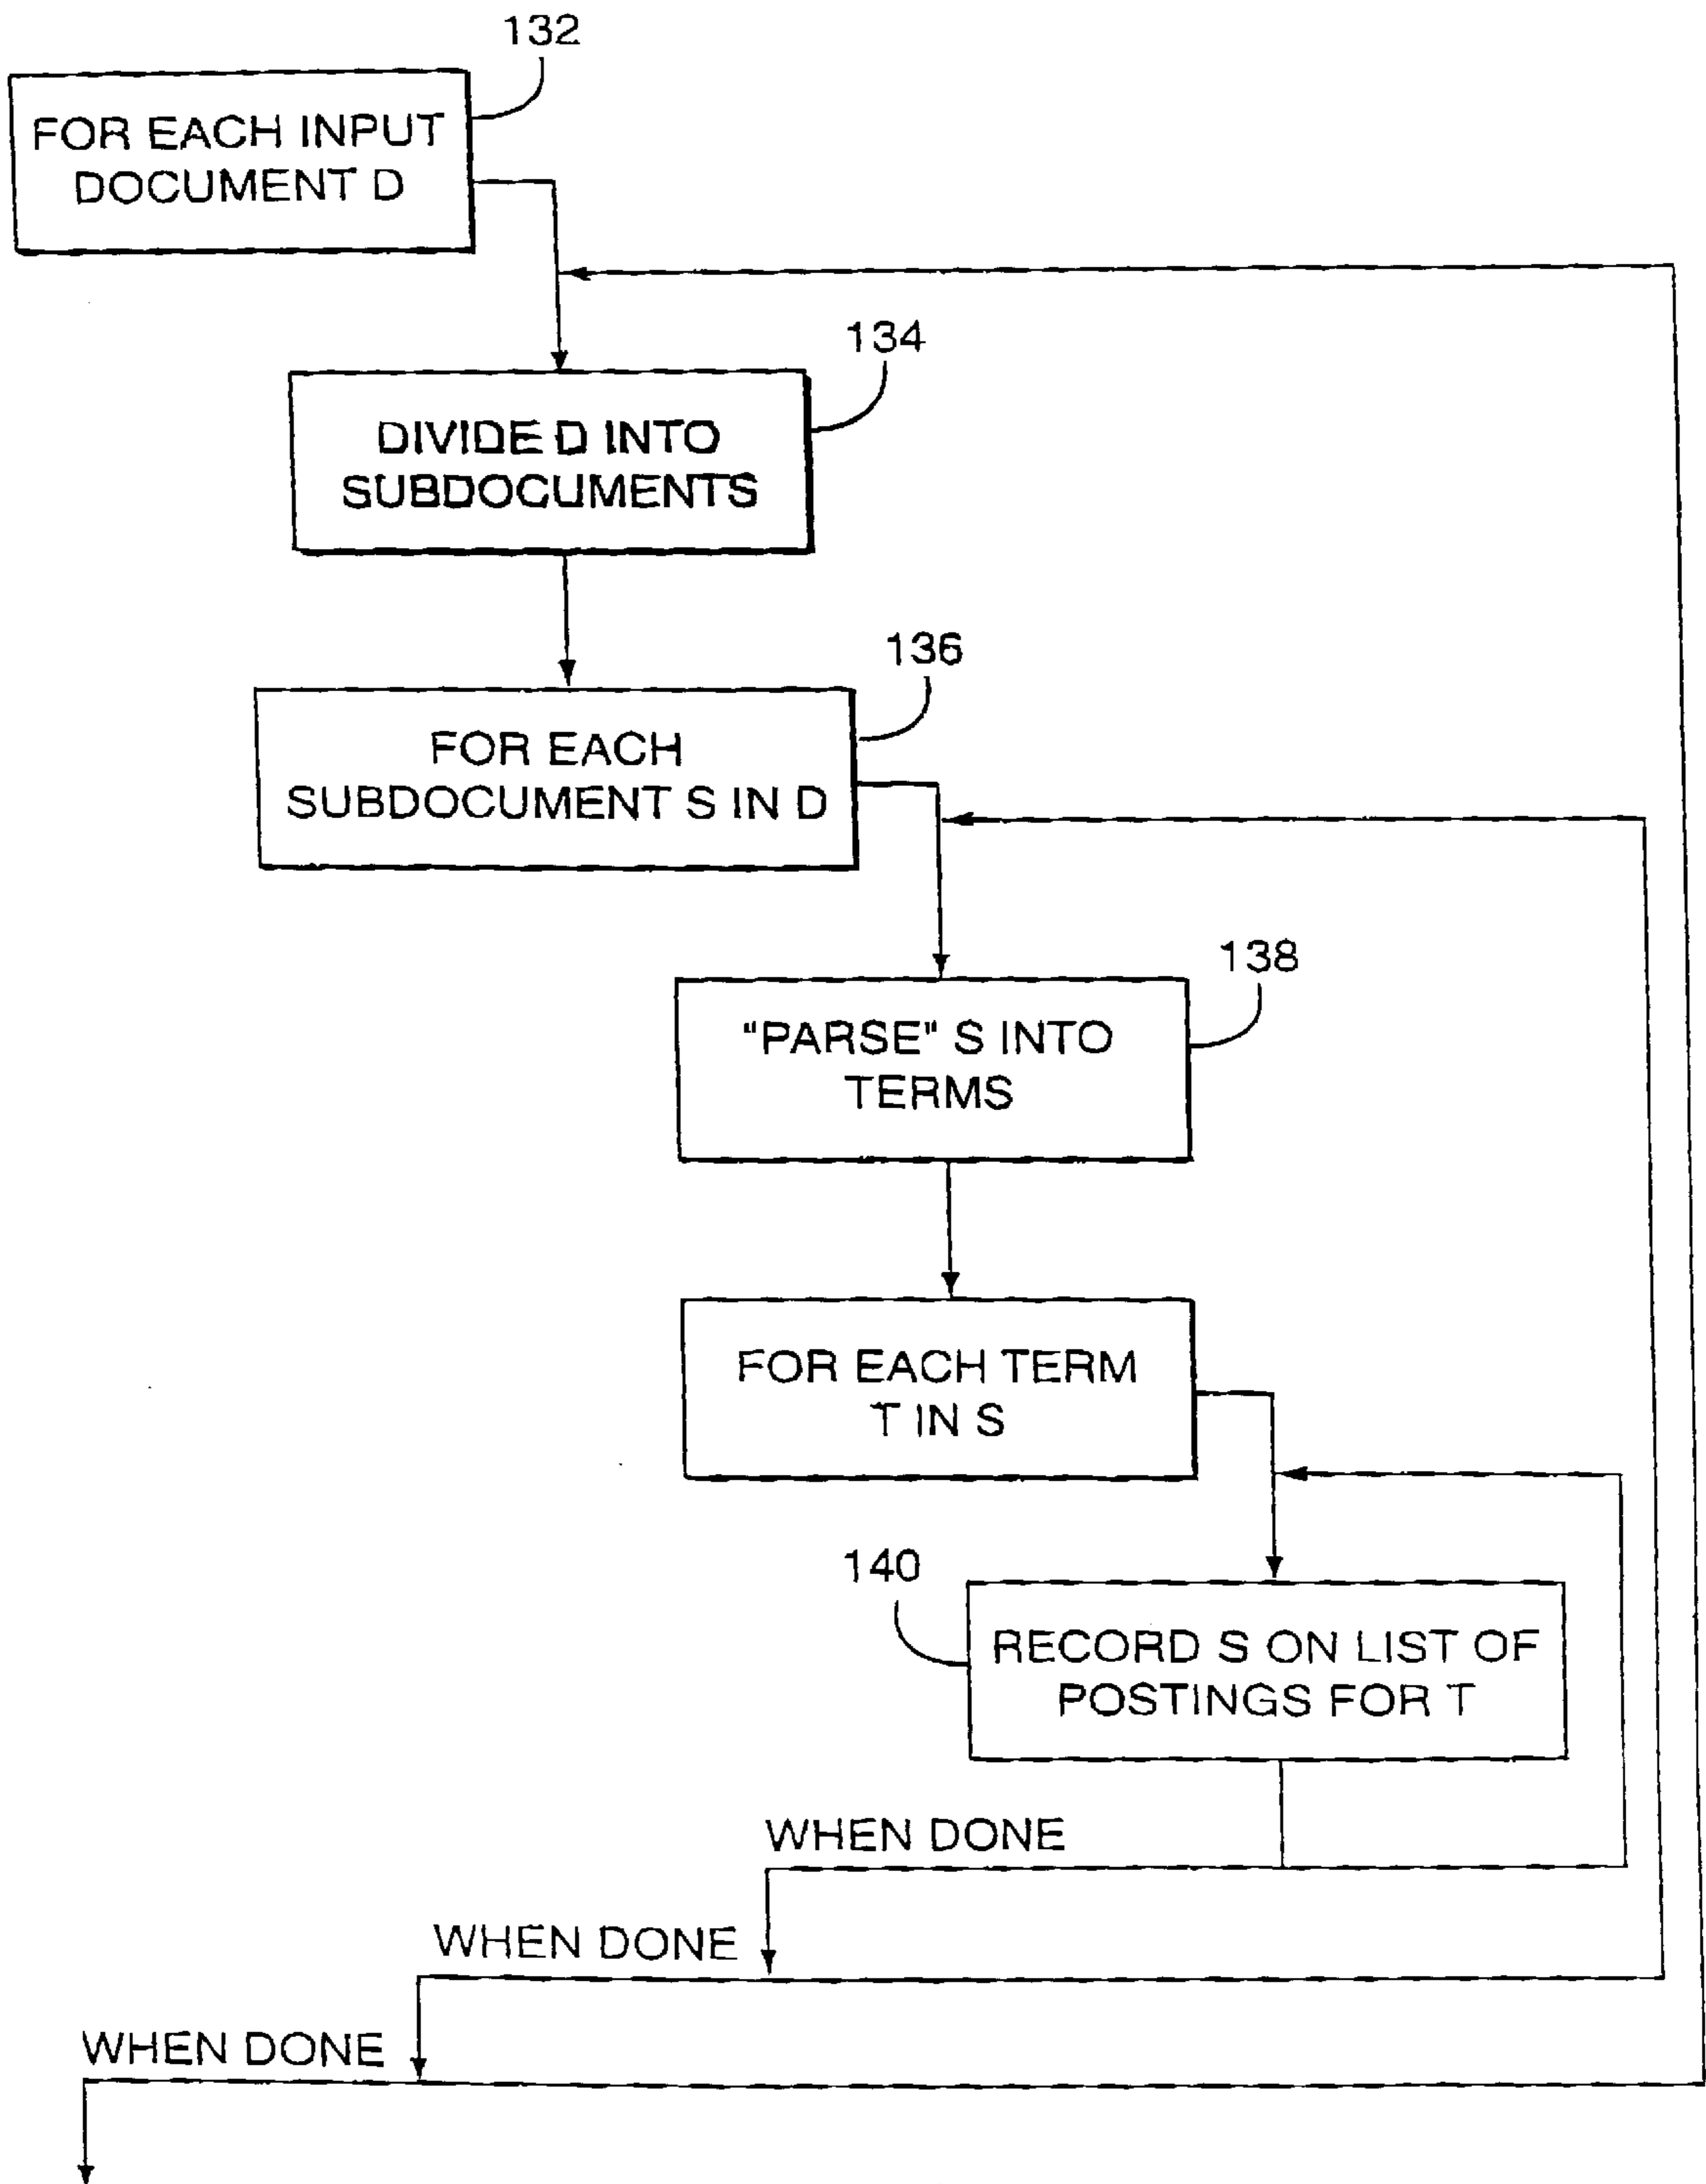 132
FOR EACH INPUT
DOCUMENT D
134
DIVIDE D INTO
SUBDOCUMENTS
136
FOR EACH
SUBDOCUMENT S IN D
138
"PARSE" S INTO
TERMS
FOR EACH TERM
T IN S
140
RECORD S ON LIST OF
POSTINGS FOR T
WHEN DONE
WHEN DONE
WHEN DONE